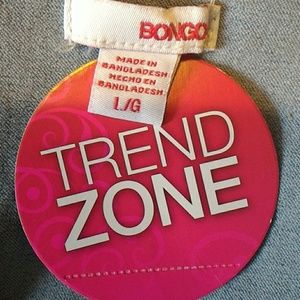 BONGO
MADE IN
BANGLADESH
HECHO EN
BANGLADESH
L/G
TREND
ZONE